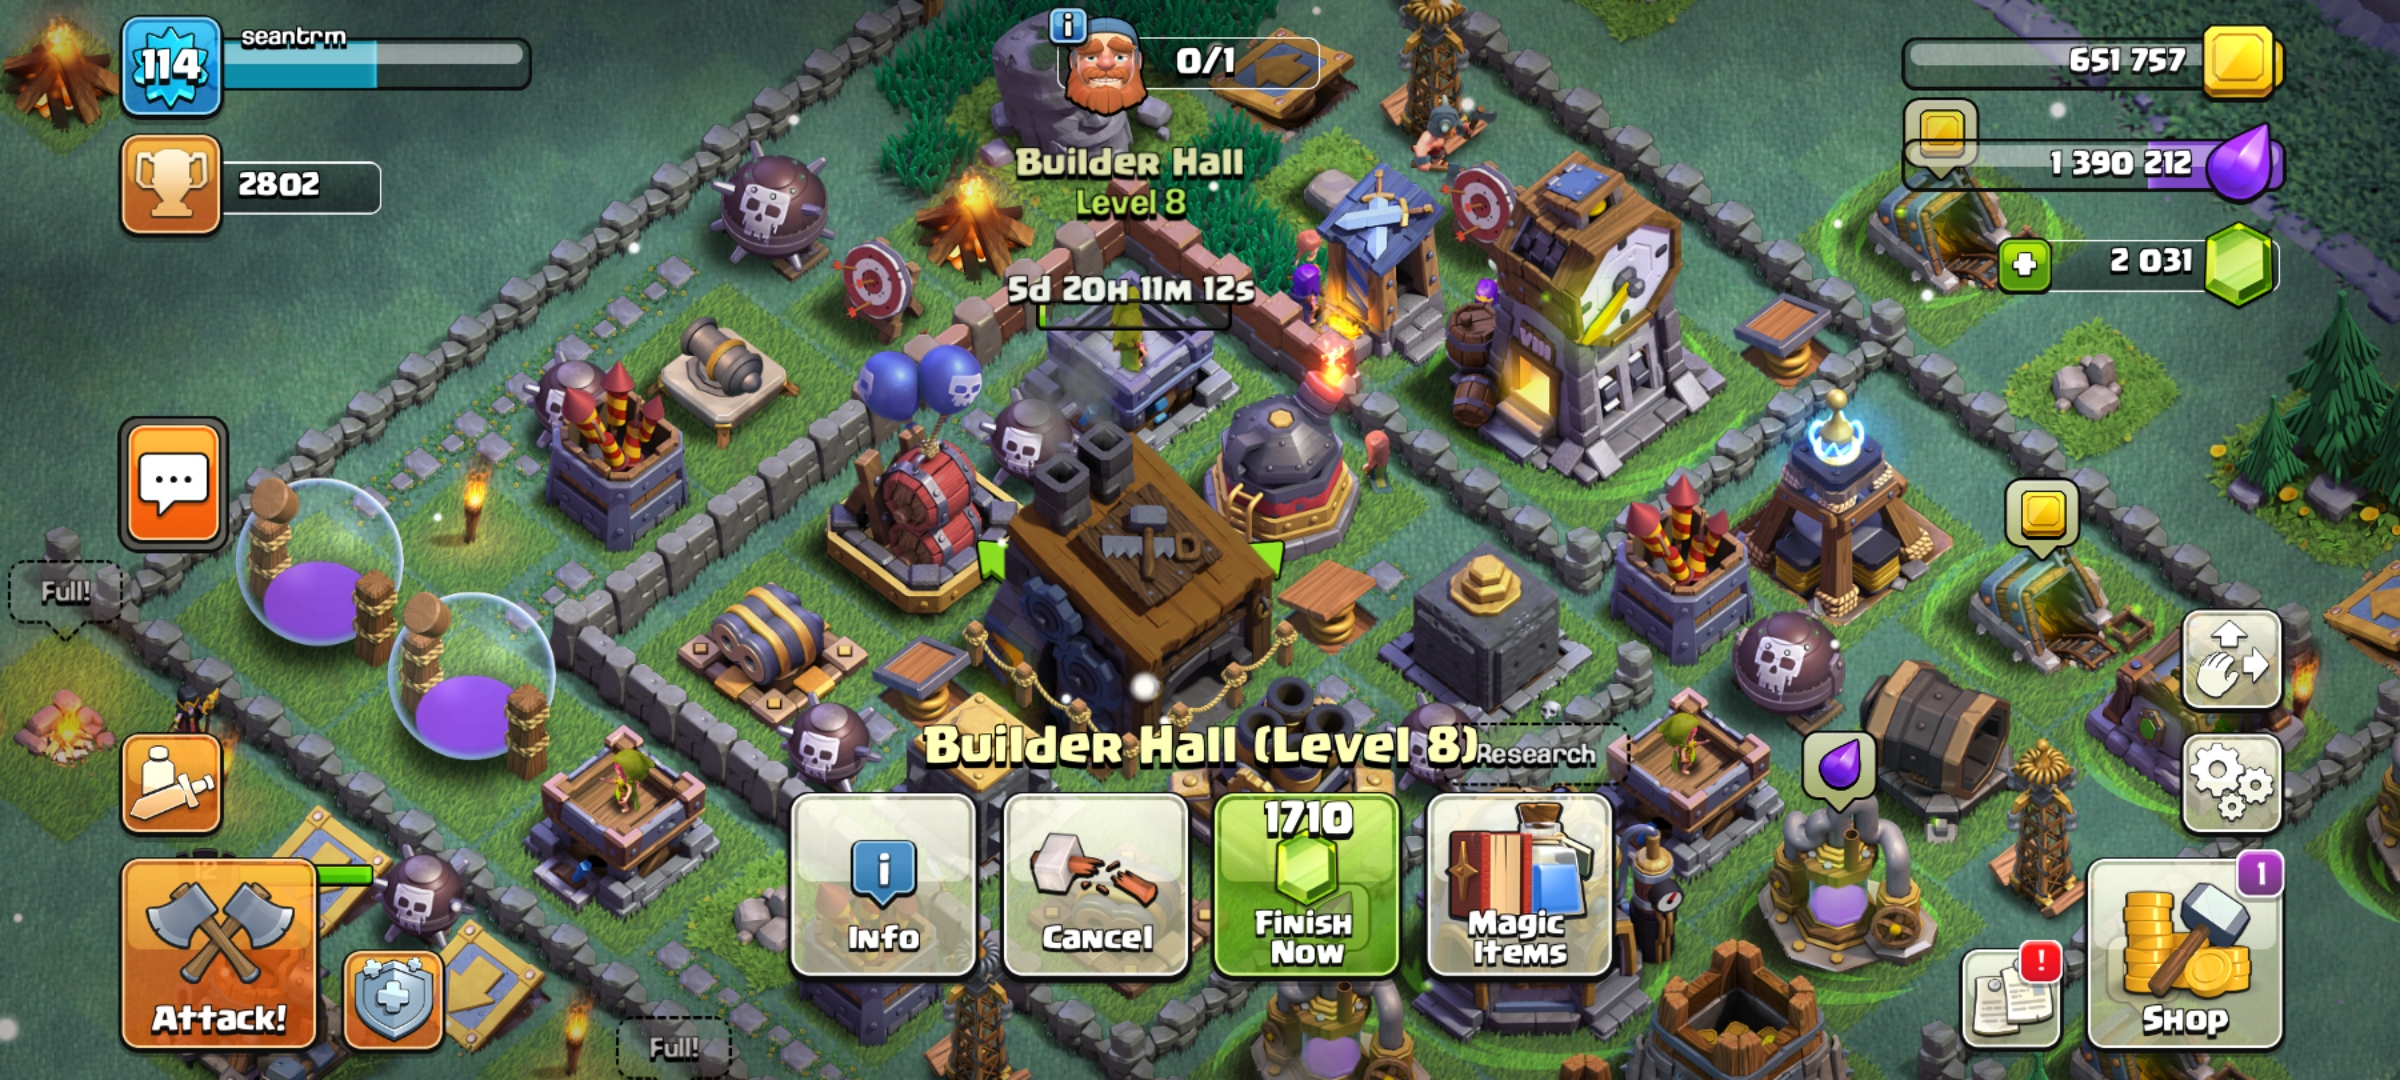 114
seantrm
0/1
651 757
2802
1 390 212
Builder Hall
Level 8
2 031
5d 20H 11M 12s
VIII
Full!
Builder Hall (Level 8)
Research
Info
Cancel
1710
Finish
Now
Magic
Items
Attack!
!
1
Shop
Full!